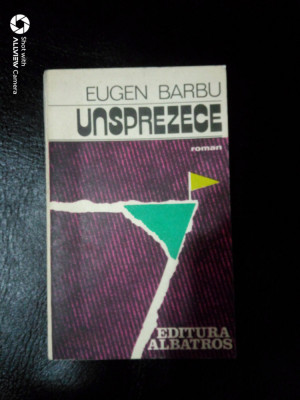 Shot with
ALLVIEW Camera
EUGEN BARBU
UNSPREZECE
roman
EDITURA
ALBATROS